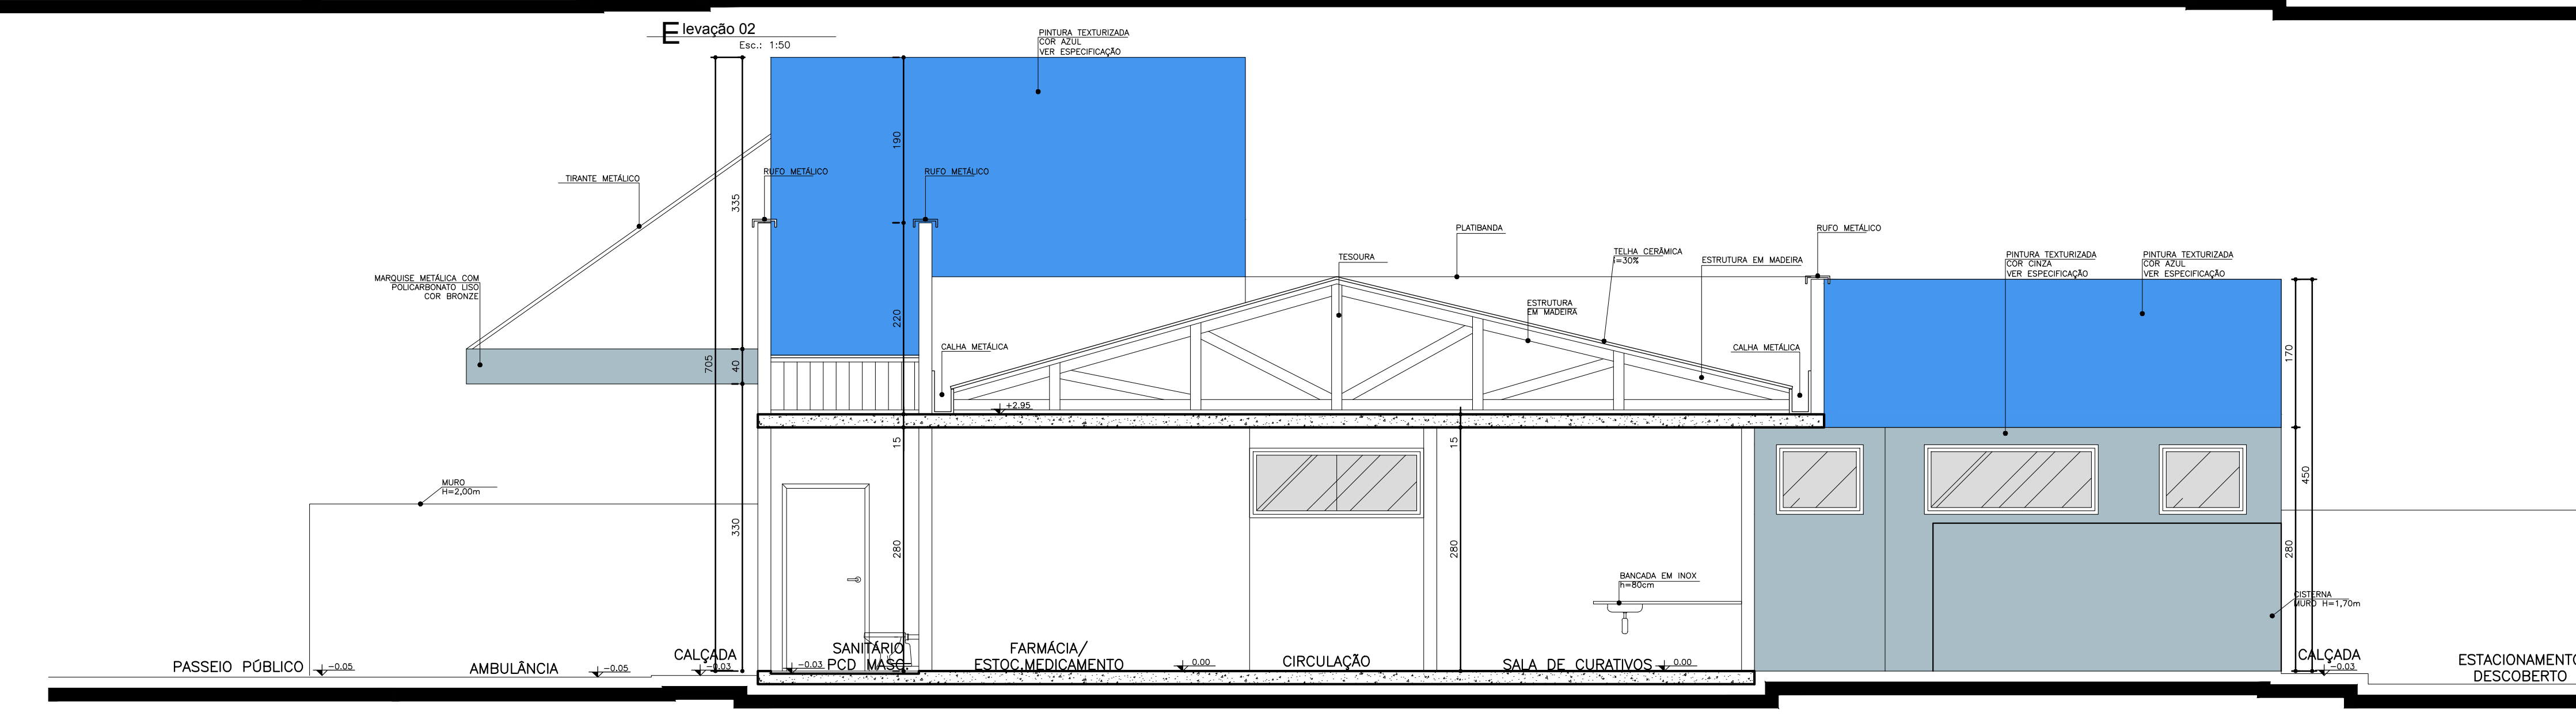 Elevação 02
Esc.: 1:50
PINTURA TEXTURIZADA
COR AZUL
VER ESPECIFICAÇÃO
190
TIRANTE METÁLICO
RUFO METÁLICO
RUFO METÁLICO
335
PLATIBANDA
RUFO METÁLICO
TESOURA
TELHA CERÂMICA
i=30%
ESTRUTURA EM MADEIRA
PINTURA TEXTURIZADA
COR CINZA
VER ESPECIFICAÇÃO
PINTURA TEXTURIZADA
COR AZUL
VER ESPECIFICAÇÃO
MARQUISE METÁLICA COM
POLICARBONATO LISO
COR BRONZE
ESTRUTURA
EM MADEIRA
220
CALHA METÁLICA
CALHA METÁLICA
170
705
40
+2.95
15
15
450
MURO
H=2,00m
330
280
280
280
BANCADA EM INOX
h=80cm
CISTERNA
MURO H=1,70m
PASSEIO PÚBLICO
-0.05
AMBULÂNCIA
-0.05
CALÇADA
-0.03
-0.03
SANITÁRIO
PCD MASC.
FARMÁCIA/
ESTOC.MEDICAMENTO
0.00
CIRCULAÇÃO
SALA DE CURATIVOS
0.00
CALÇADA
-0.03
ESTACIONAMENTO
DESCOBERTO